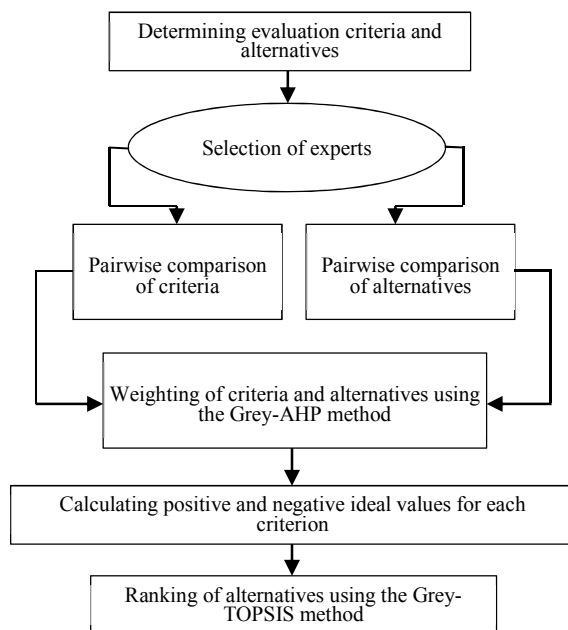 Determining evaluation criteria and
alternatives
Selection of experts
Pairwise comparison
of criteria
Pairwise comparison
of alternatives
Weighting of criteria and alternatives using
the Grey-AHP method
Calculating positive and negative ideal values for each
criterion
Ranking of alternatives using the Grey-
TOPSIS method